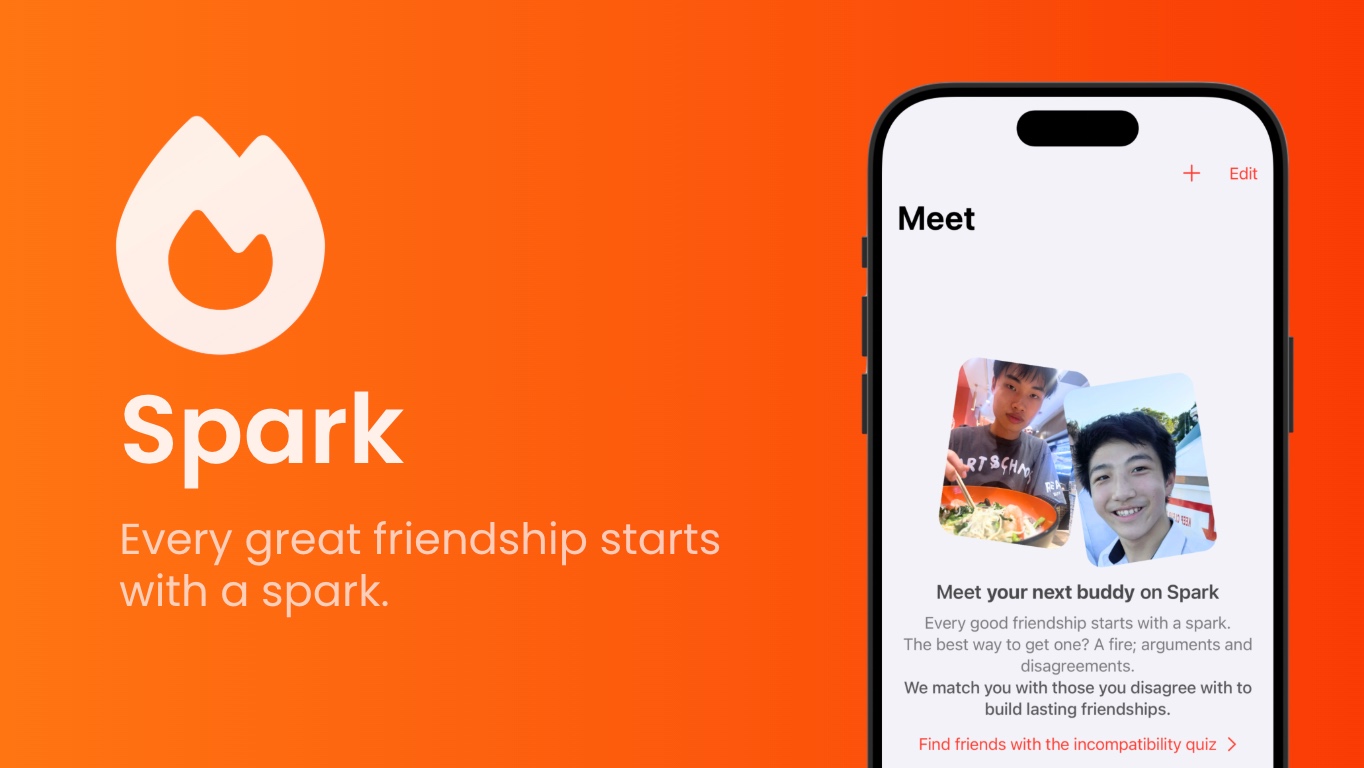 Spark
Every great friendship starts
with a spark.
Edit
Meet
Meet your next buddy on Spark
Every good friendship starts with a spark.
The best way to get one? A fire; arguments and
disagreements.
We match you with those you disagree with to
build lasting friendships.
Find friends with the incompatibility quiz